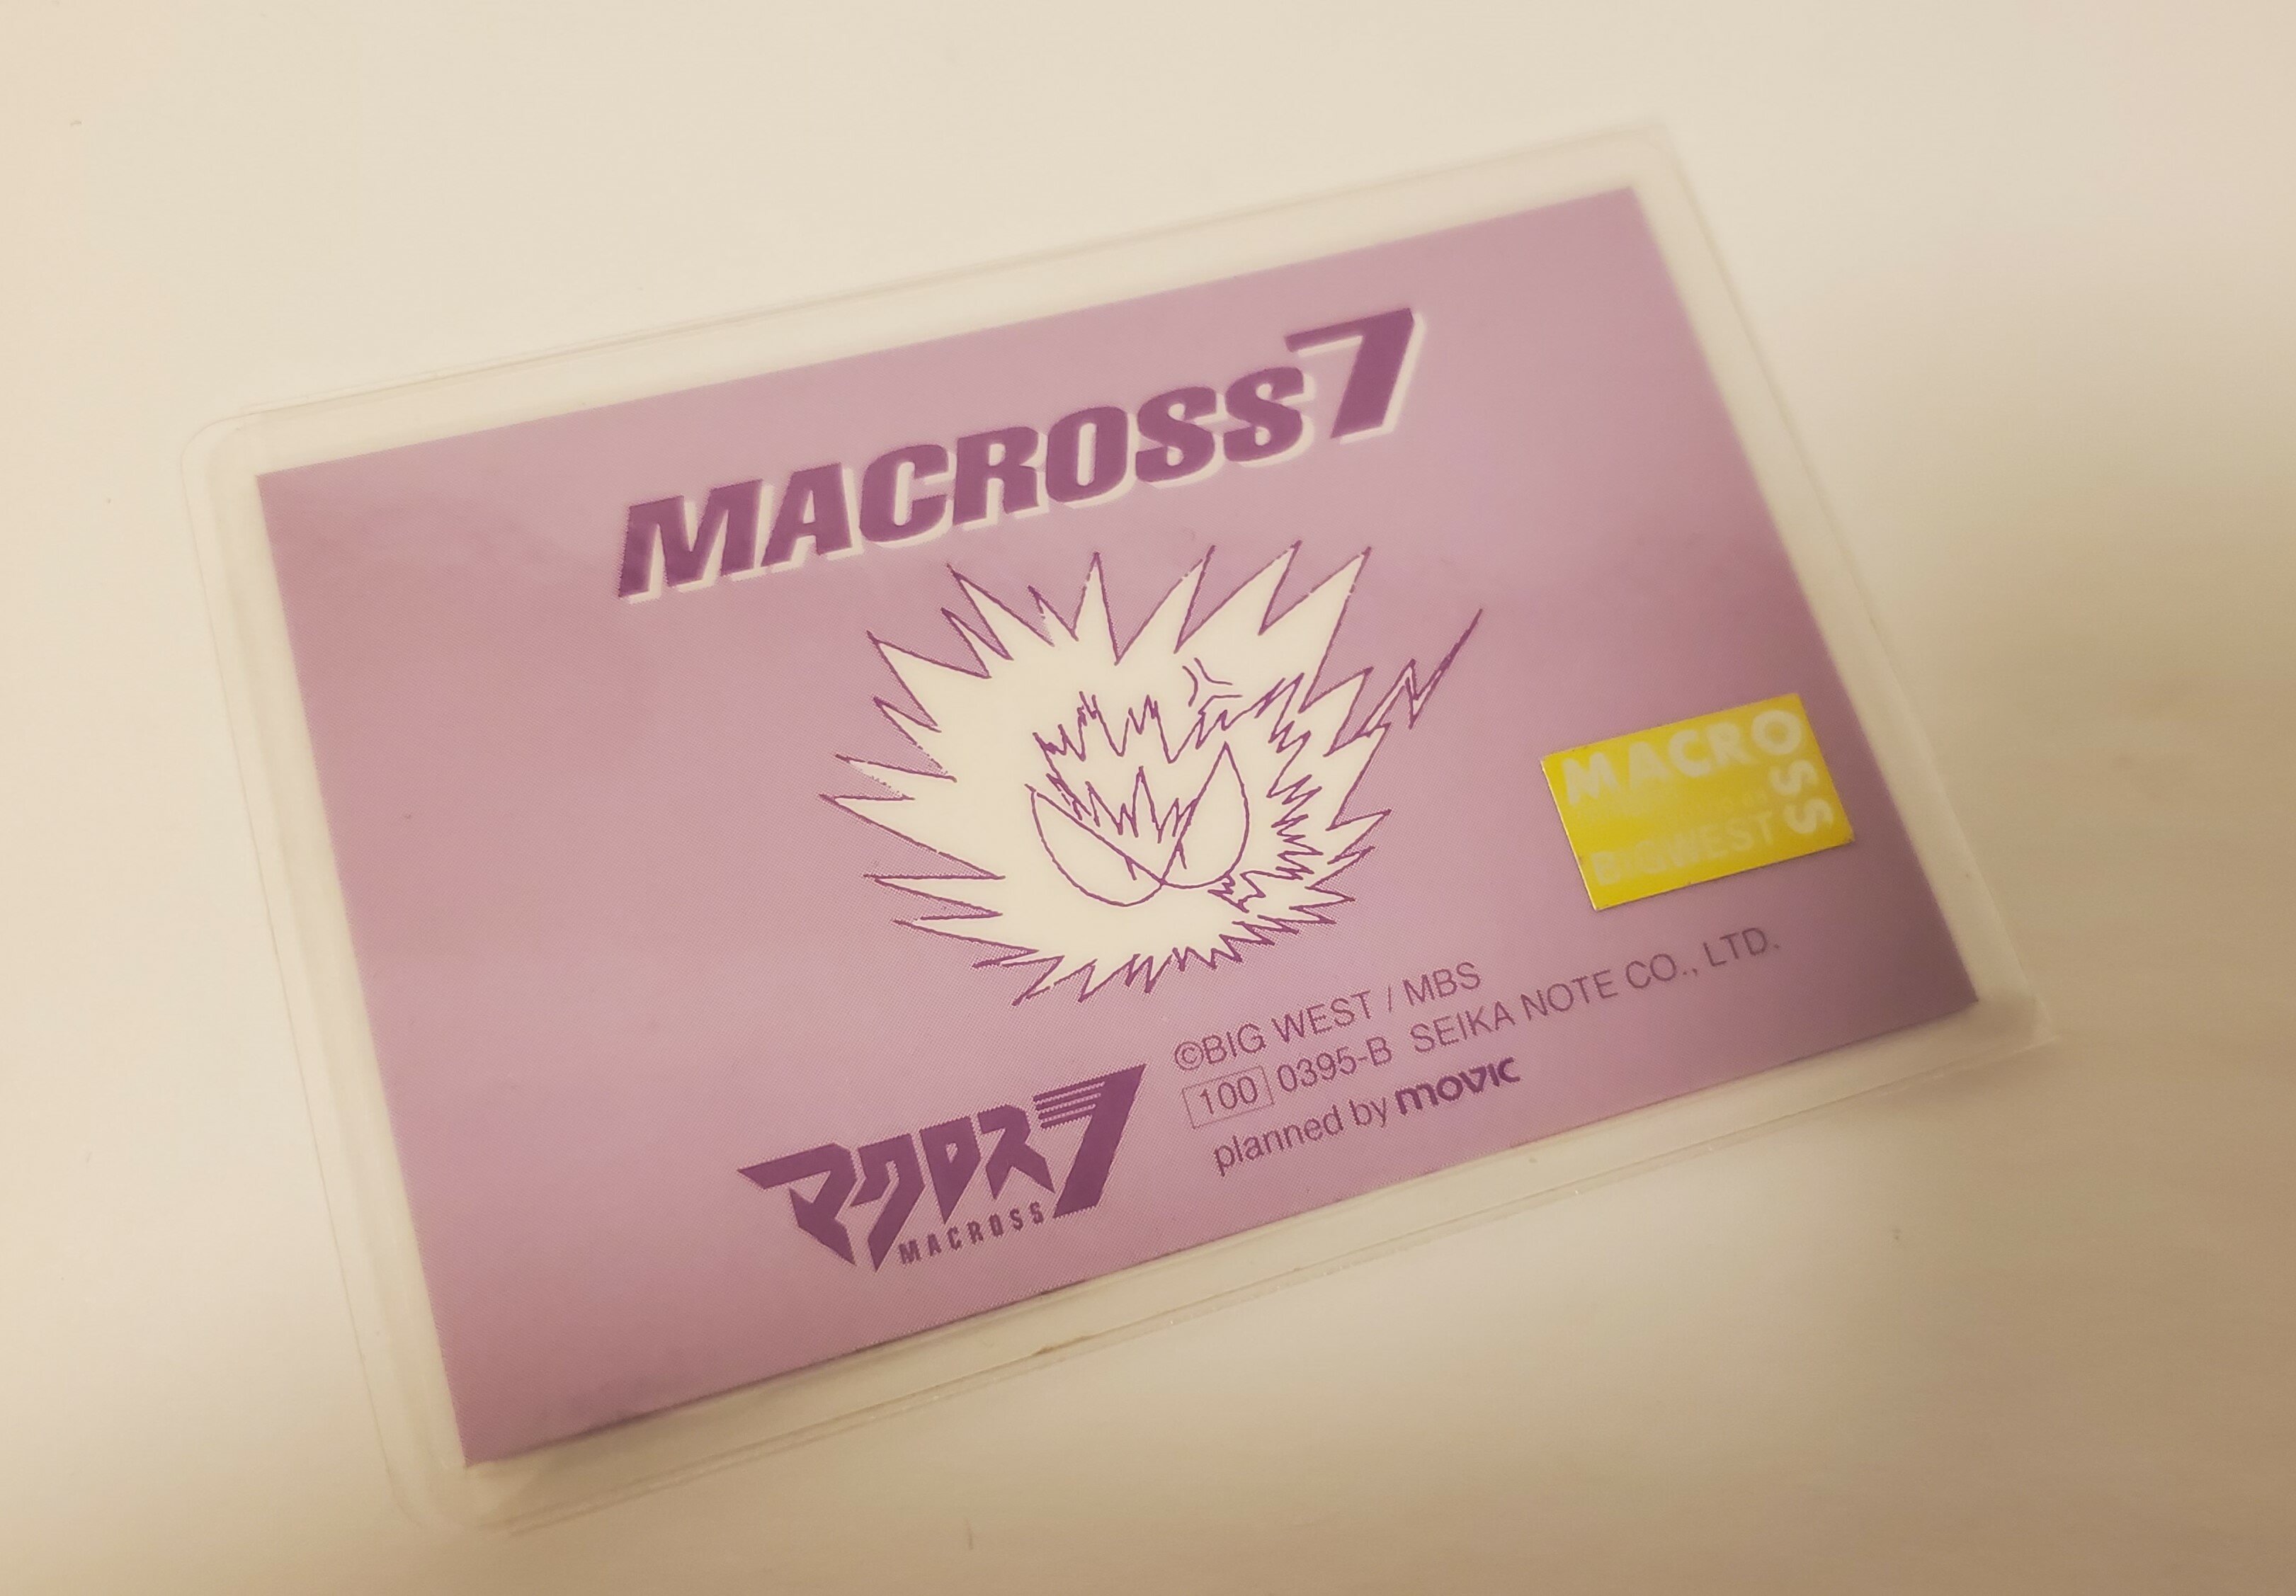 MACROSS7
MACROSS
BIGWEST
©BIG WEST / MBS
100 0395-B SEIKA NOTE CO., LTD.
planned by movic
マクロス7
MACROSS